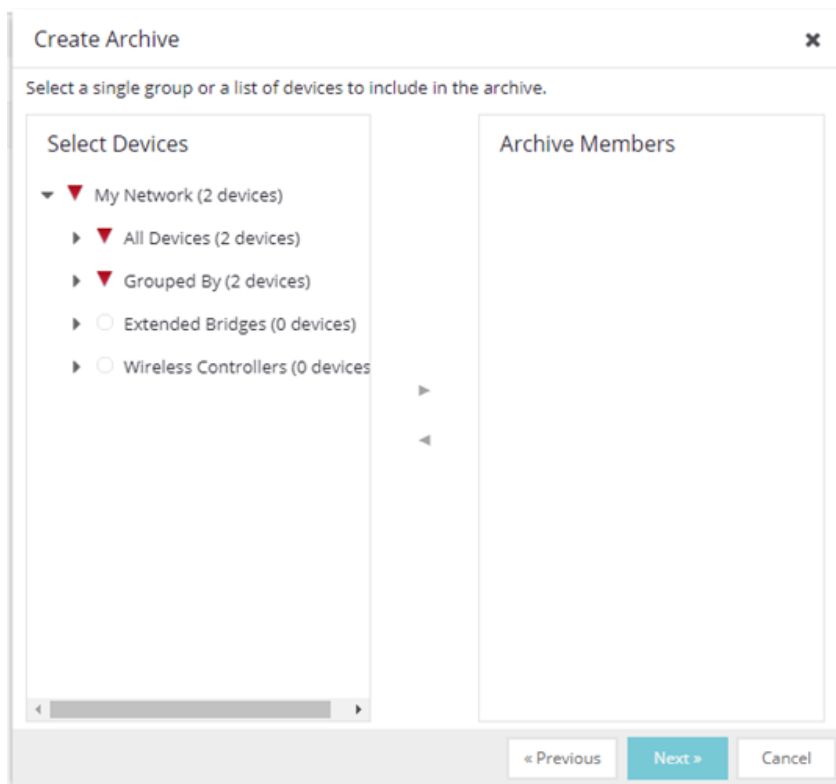 Create Archive
Select a single group or a list of devices to include in the archive.
Select Devices
Archive Members
My Network (2 devices)
All Devices (2 devices)
Grouped By (2 devices)
Extended Bridges (0 devices)
Wireless Controllers (0 devices
« Previous
Next »
Cancel